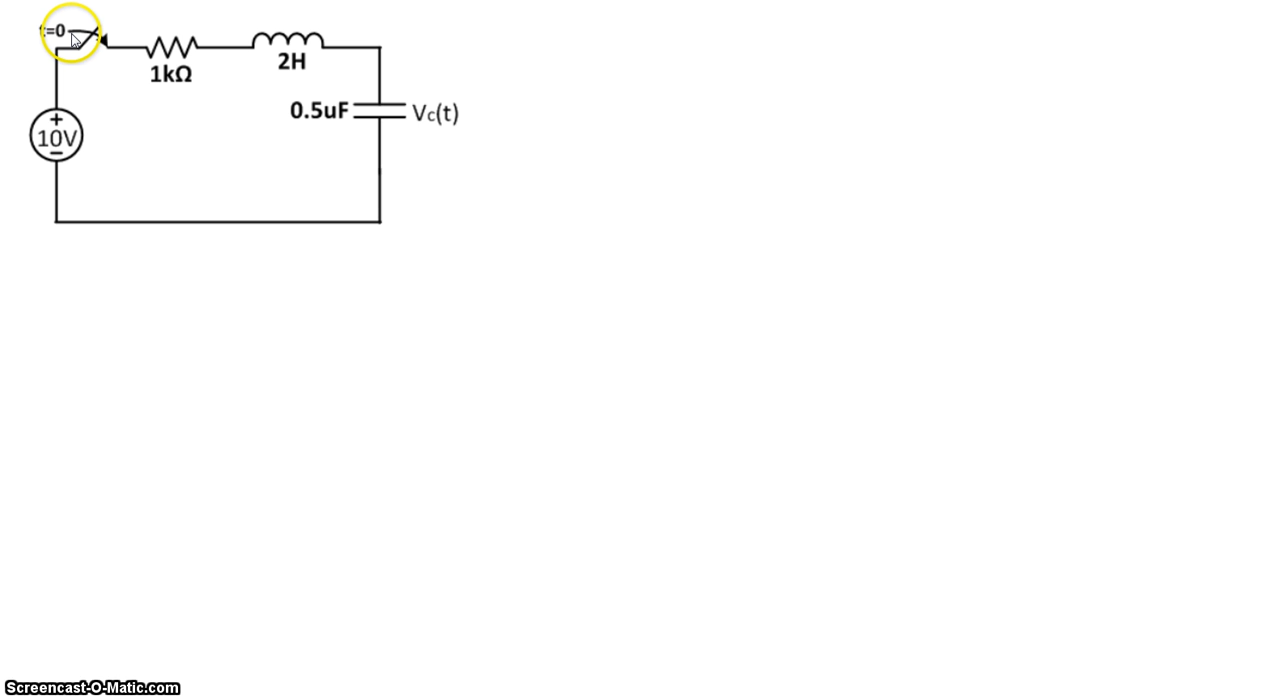 t=0
1kΩ
2H
0.5uF
Vc(t)
+
10V
−
Screencast-O-Matic.com